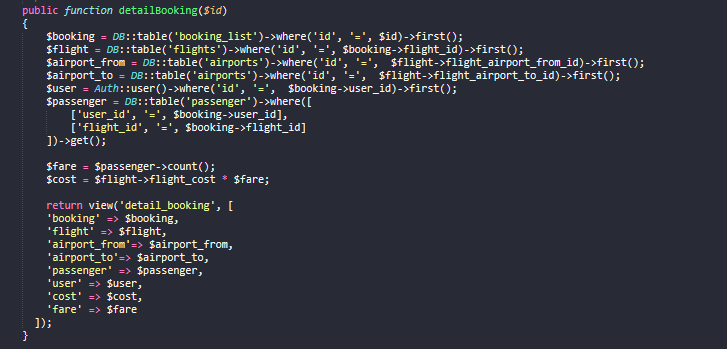 public function detailBooking($id)
{
    $booking = DB::table('booking_list')->where('id', '=', $id)->first();
    $flight = DB::table('flights')->where('id', '=', $booking->flight_id)->first();
    $airport_from = DB::table('airports')->where('id', '=',  $flight->flight_airport_from_id)->first();
    $airport_to = DB::table('airports')->where('id', '=',  $flight->flight_airport_to_id)->first();
    $user = Auth::user()->where('id', '=',  $booking->user_id)->first();
    $passenger = DB::table('passenger')->where([
        ['user_id', '=', $booking->user_id],
        ['flight_id', '=', $booking->flight_id]
    ])->get();

    $fare = $passenger->count();
    $cost = $flight->flight_cost * $fare;

    return view('detail_booking', [
    'booking' => $booking,
    'flight' => $flight,
    'airport_from'=> $airport_from,
    'airport_to'=> $airport_to,
    'passenger' => $passenger,
    'user' => $user,
    'cost' => $cost,
    'fare' => $fare
  ]);
}